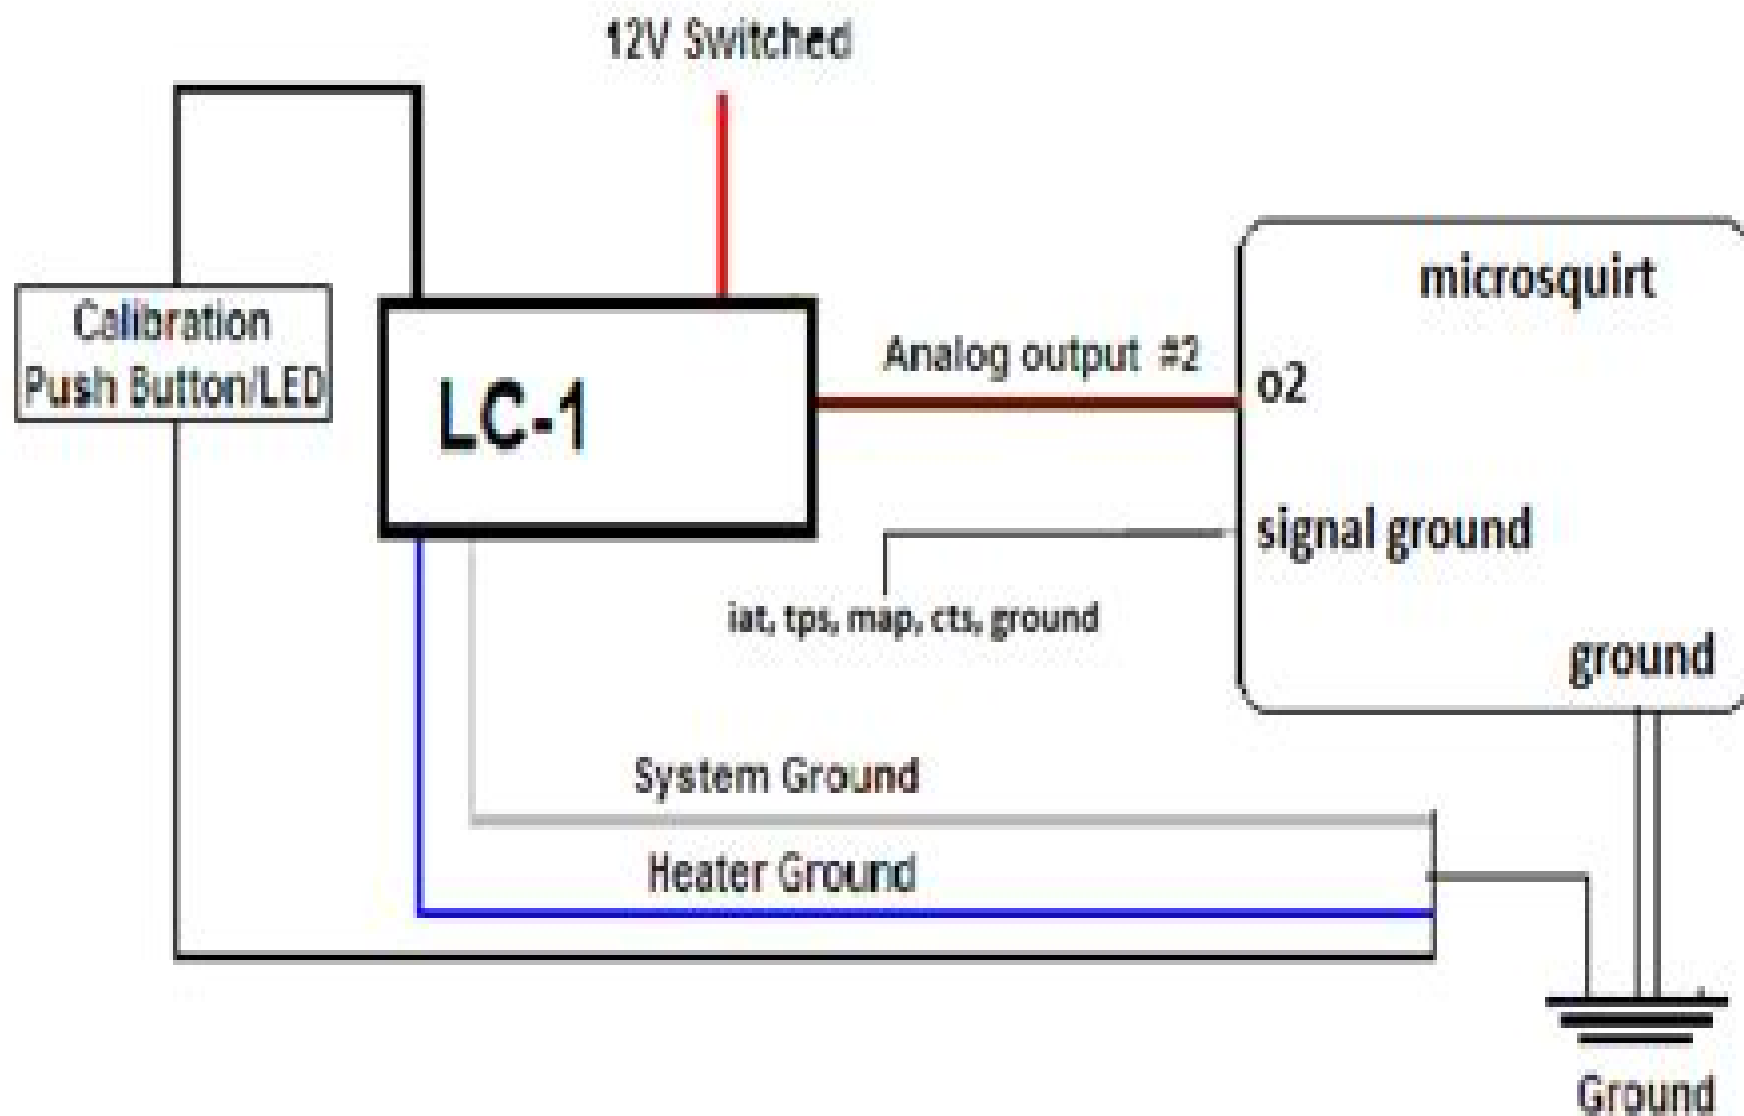 12V Switched
Calibration
Push Button/LED
LC-1
Analog output #2
microsquirt
o2
signal ground
iat, tps, map, cts, ground
ground
System Ground
Heater Ground
Ground